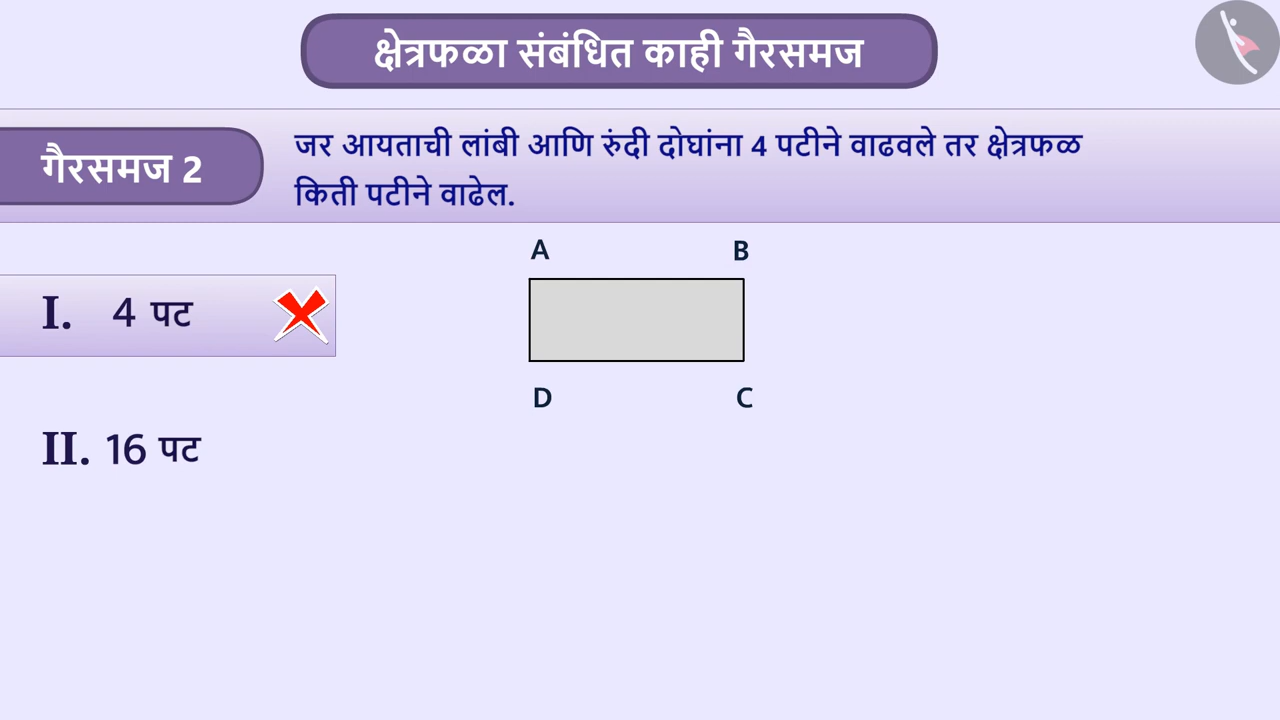 क्षेत्रफळा संबंधित काही गैरसमज
गैरसमज 2
जर आयताची लांबी आणि रुंदी दोघांना 4 पटीने वाढवले तर क्षेत्रफळ
किती पटीने वाढेल.
A B
I. 4 पट
D C
II. 16 पट